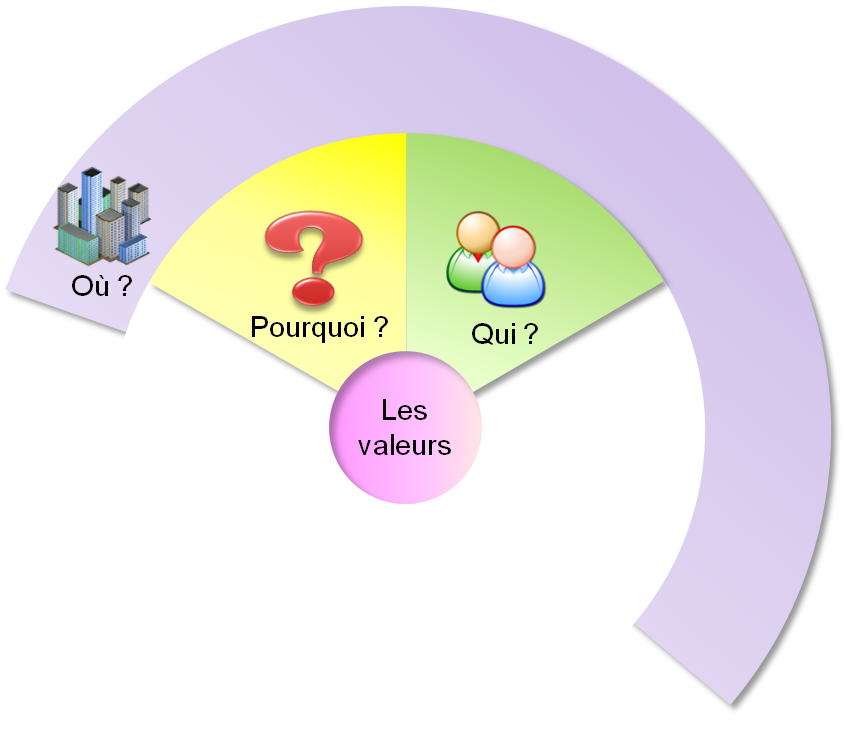 Où ?
Pourquoi ?
Qui ?
Les
valeurs